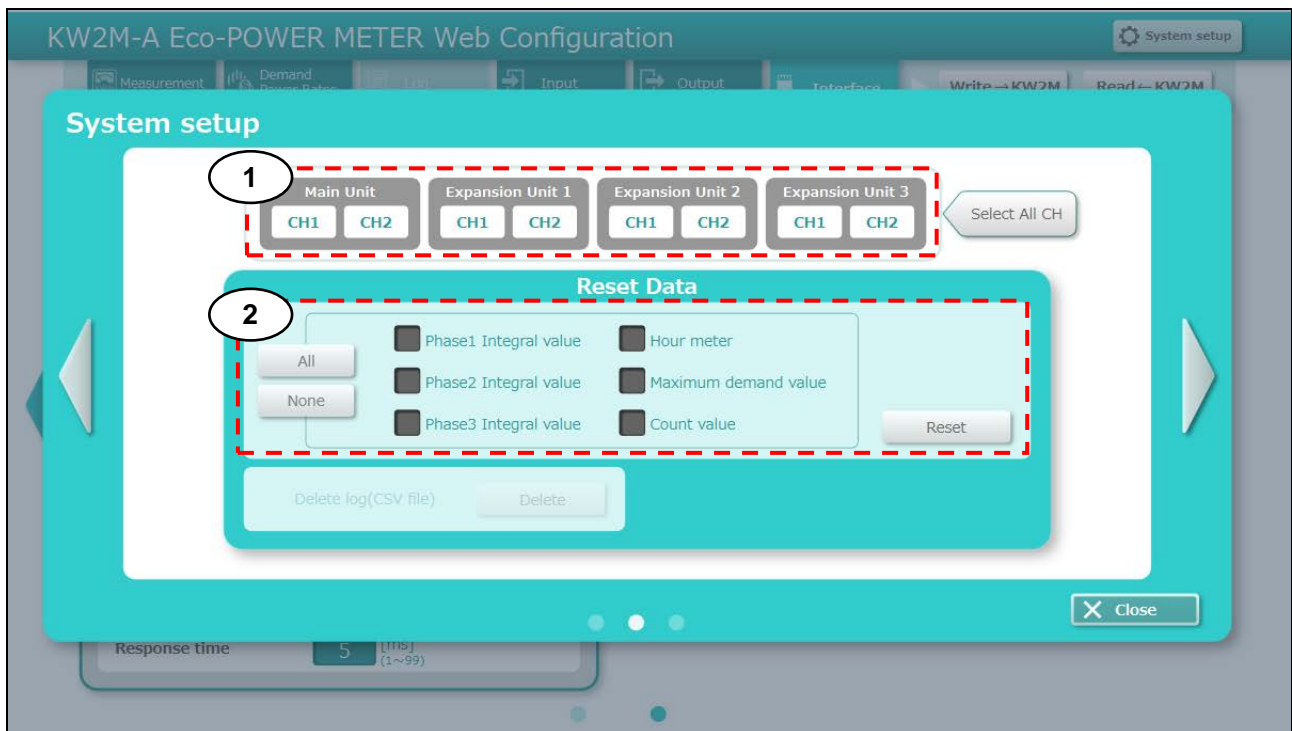 KW2M-A Eco-POWER METER Web Configuration
System setup
Measurement
Demand
Power Rates
Log
Input
Output
Interface
Write→KW2M
Read←KW2M
System setup
1
Main Unit
CH1 CH2
Expansion Unit 1
CH1 CH2
Expansion Unit 2
CH1 CH2
Expansion Unit 3
CH1 CH2
Select All CH
Reset Data
2
All
None
Phase1 Integral value
Hour meter
Phase2 Integral value
Maximum demand value
Phase3 Integral value
Count value
Reset
Delete log(CSV file)
Delete
Close
Response time
5
[ms]
(1~99)